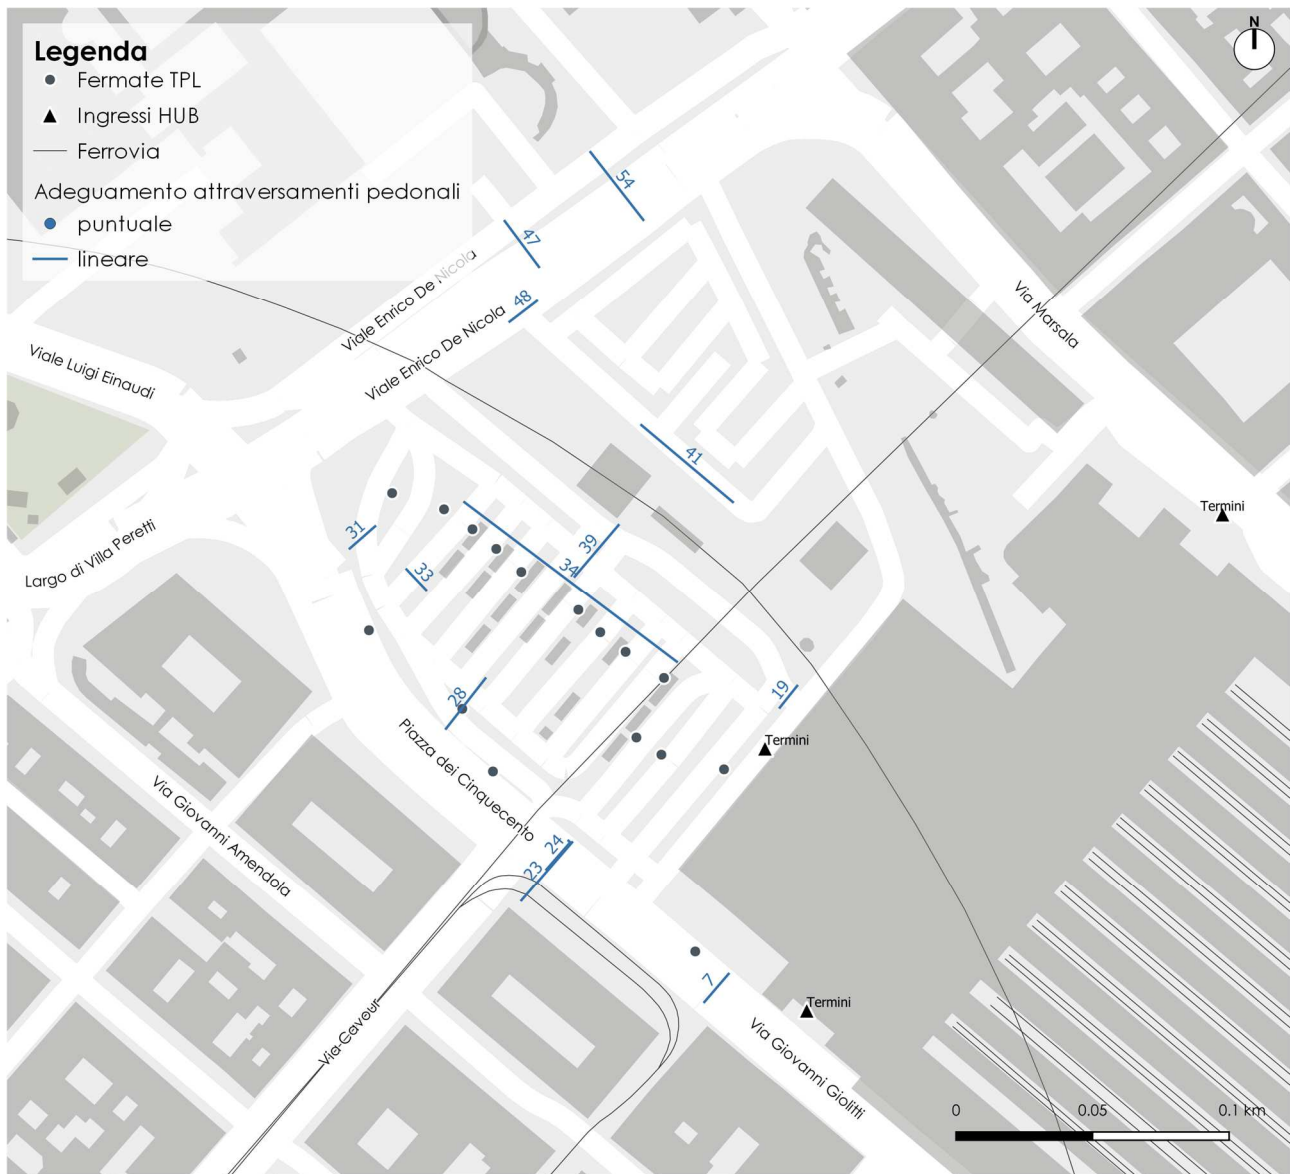 Legenda
Fermate TPL
Ingressi HUB
Ferrovia
Adeguamento attraversamenti pedonali
puntuale
lineare
N
54
47
48
Viale Enrico De Nicola
Viale Enrico De Nicola
Via Marsala
Viale Luigi Einaudi
41
Termini
31
39
34
33
Largo di Villa Peretti
19
28
Termini
Piazza dei Cinquecento
Via Giovanni Amendola
24
23
7
Termini
Via Cavour
Via Giovanni Giolitti
0
0.05
0.1 km